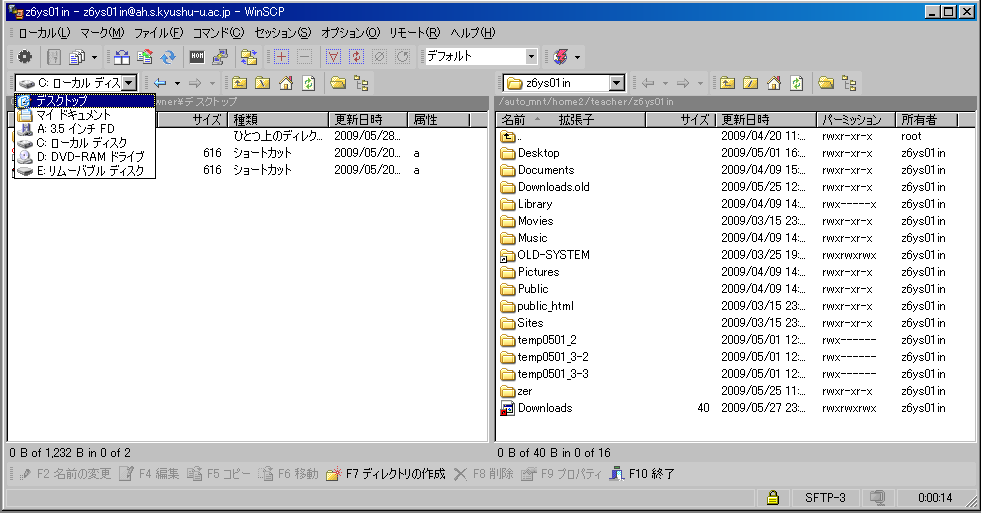 z6ys01in - z6ys01in@ah.s.kyushu-u.ac.jp - WinSCP
ローカル(L) マーク(M) ファイル(F) コマンド(C) セッション(S) オプション(O) リモート(R) ヘルプ(H)
デフォルト
C: ローカル ディス
z6ys01in
デスクトップ
マイ ドキュメント
A: 3.5 インチ FD
C: ローカル ディスク
D: DVD-RAM ドライブ
E: リムーバブル ディスク
wner¥デスクトップ
/auto_mnt/home2/teacher/z6ys01in
サイズ 種類 更新日時 属性
ひとつ上のディレク... 2009/05/28...
616 ショートカット 2009/05/20... a
616 ショートカット 2009/05/20... a
名前 拡張子 サイズ 更新日時 パーミッション 所有者
.. 2009/04/20 11:... rwxr-xr-x root
Desktop 2009/05/01 16:... rwxr-xr-x z6ys01in
Documents 2009/04/09 15:... rwxr-xr-x z6ys01in
Downloads.old 2009/05/25 12:... rwxr-xr-x z6ys01in
Library 2009/04/09 14:... rwx-----x z6ys01in
Movies 2009/03/15 23:... rwxr-xr-x z6ys01in
Music 2009/04/09 14:... rwxr-xr-x z6ys01in
OLD-SYSTEM 2009/03/25 19:... rwxrwxrwx z6ys01in
Pictures 2009/04/09 14:... rwxr-xr-x z6ys01in
Public 2009/04/09 14:... rwxr-xr-x z6ys01in
public_html 2009/03/15 23:... rwxr-xr-x z6ys01in
Sites 2009/03/15 23:... rwxr-xr-x z6ys01in
temp0501_2 2009/05/01 12:... rwx------ z6ys01in
temp0501_3-2 2009/05/01 12:... rwx------ z6ys01in
temp0501_3-3 2009/05/01 12:... rwx------ z6ys01in
zer 2009/05/25 11:... rwxr-xr-x z6ys01in
Downloads 40 2009/05/27 23:... rwxrwxrwx z6ys01in
0 B of 1,232 B in 0 of 2
0 B of 40 B in 0 of 16
F2 名前の変更 F4 編集 F5 コピー F6 移動 F7 ディレクトリの作成 F8 削除 F9 プロパティ F10 終了
SFTP-3 0:00:14